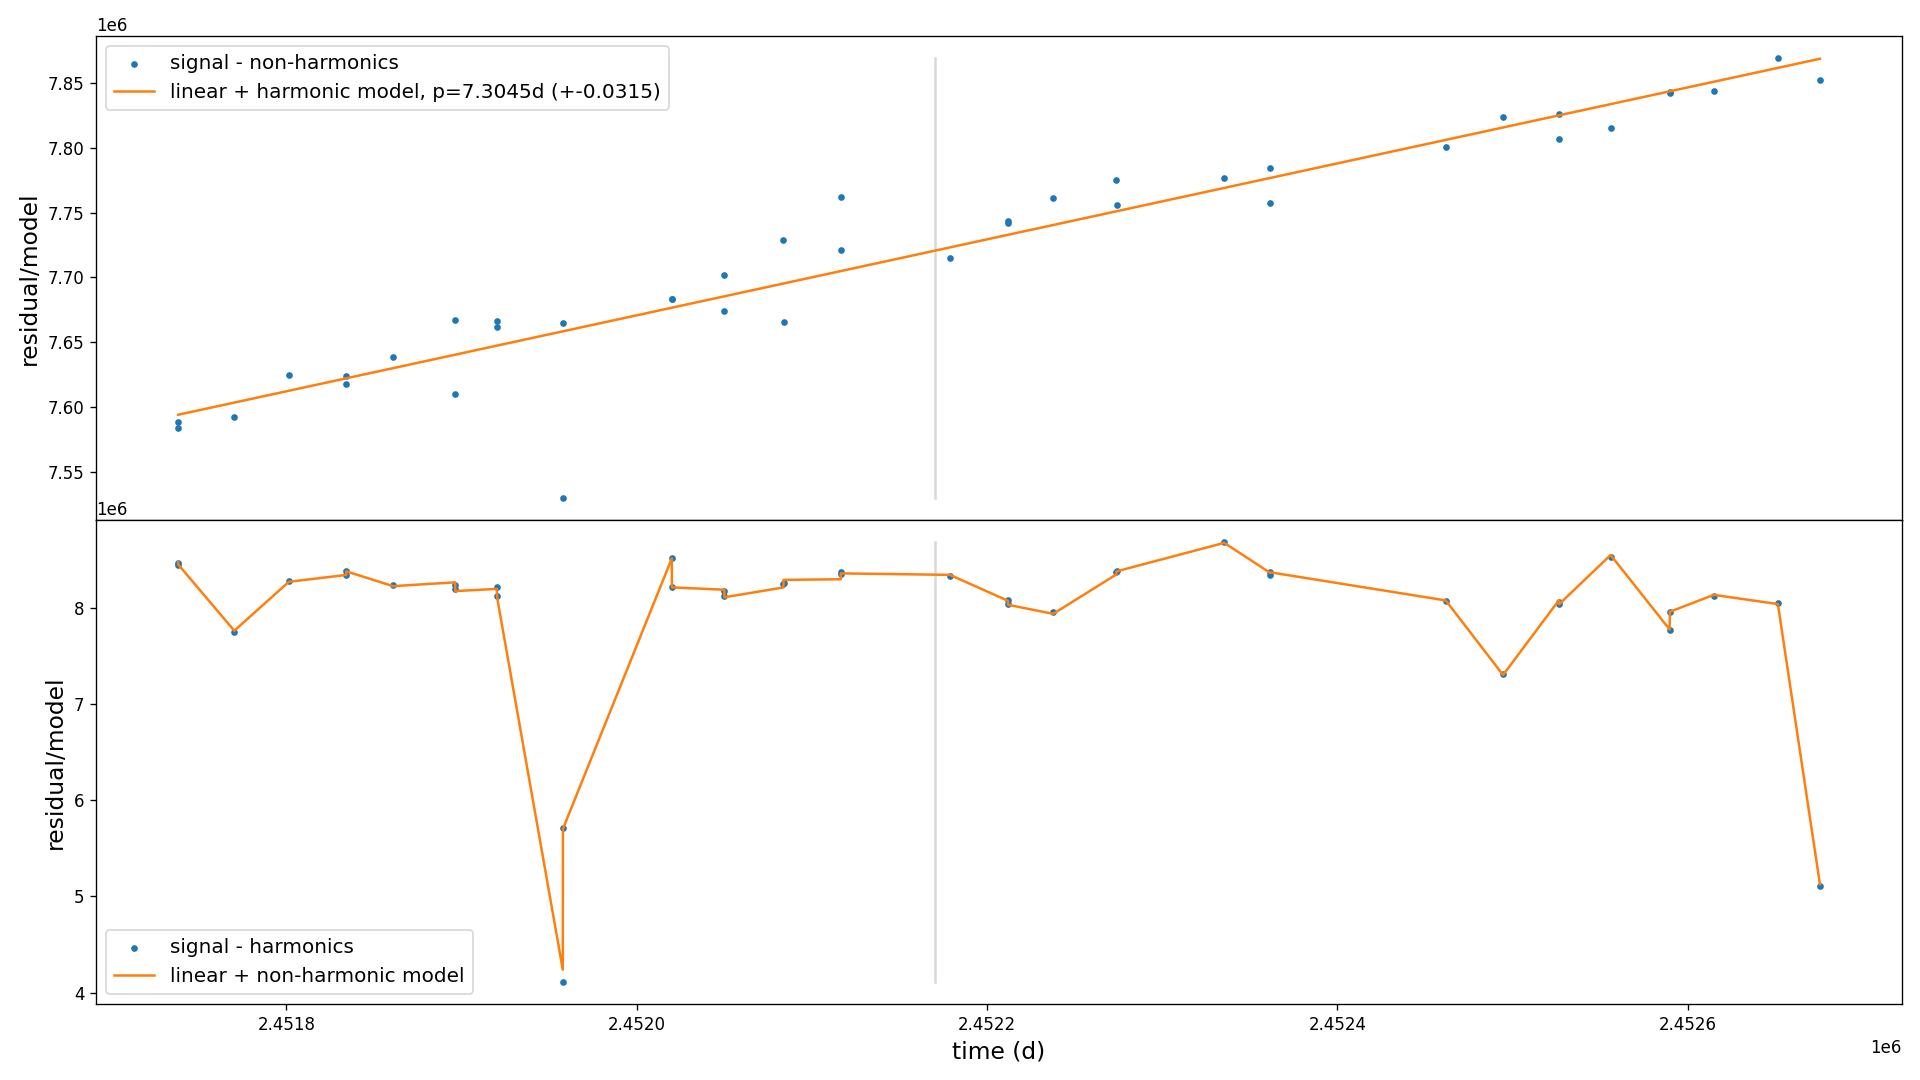 1e6
signal - non-harmonics
linear + harmonic model, p=7.3045d (+-0.0315)
7.85
7.80
7.75
7.70
7.65
7.60
7.55
residual/model
1e6
8
7
6
5
4
residual/model
signal - harmonics
linear + non-harmonic model
2.4518
2.4520
2.4522
2.4524
2.4526
time (d)
1e6